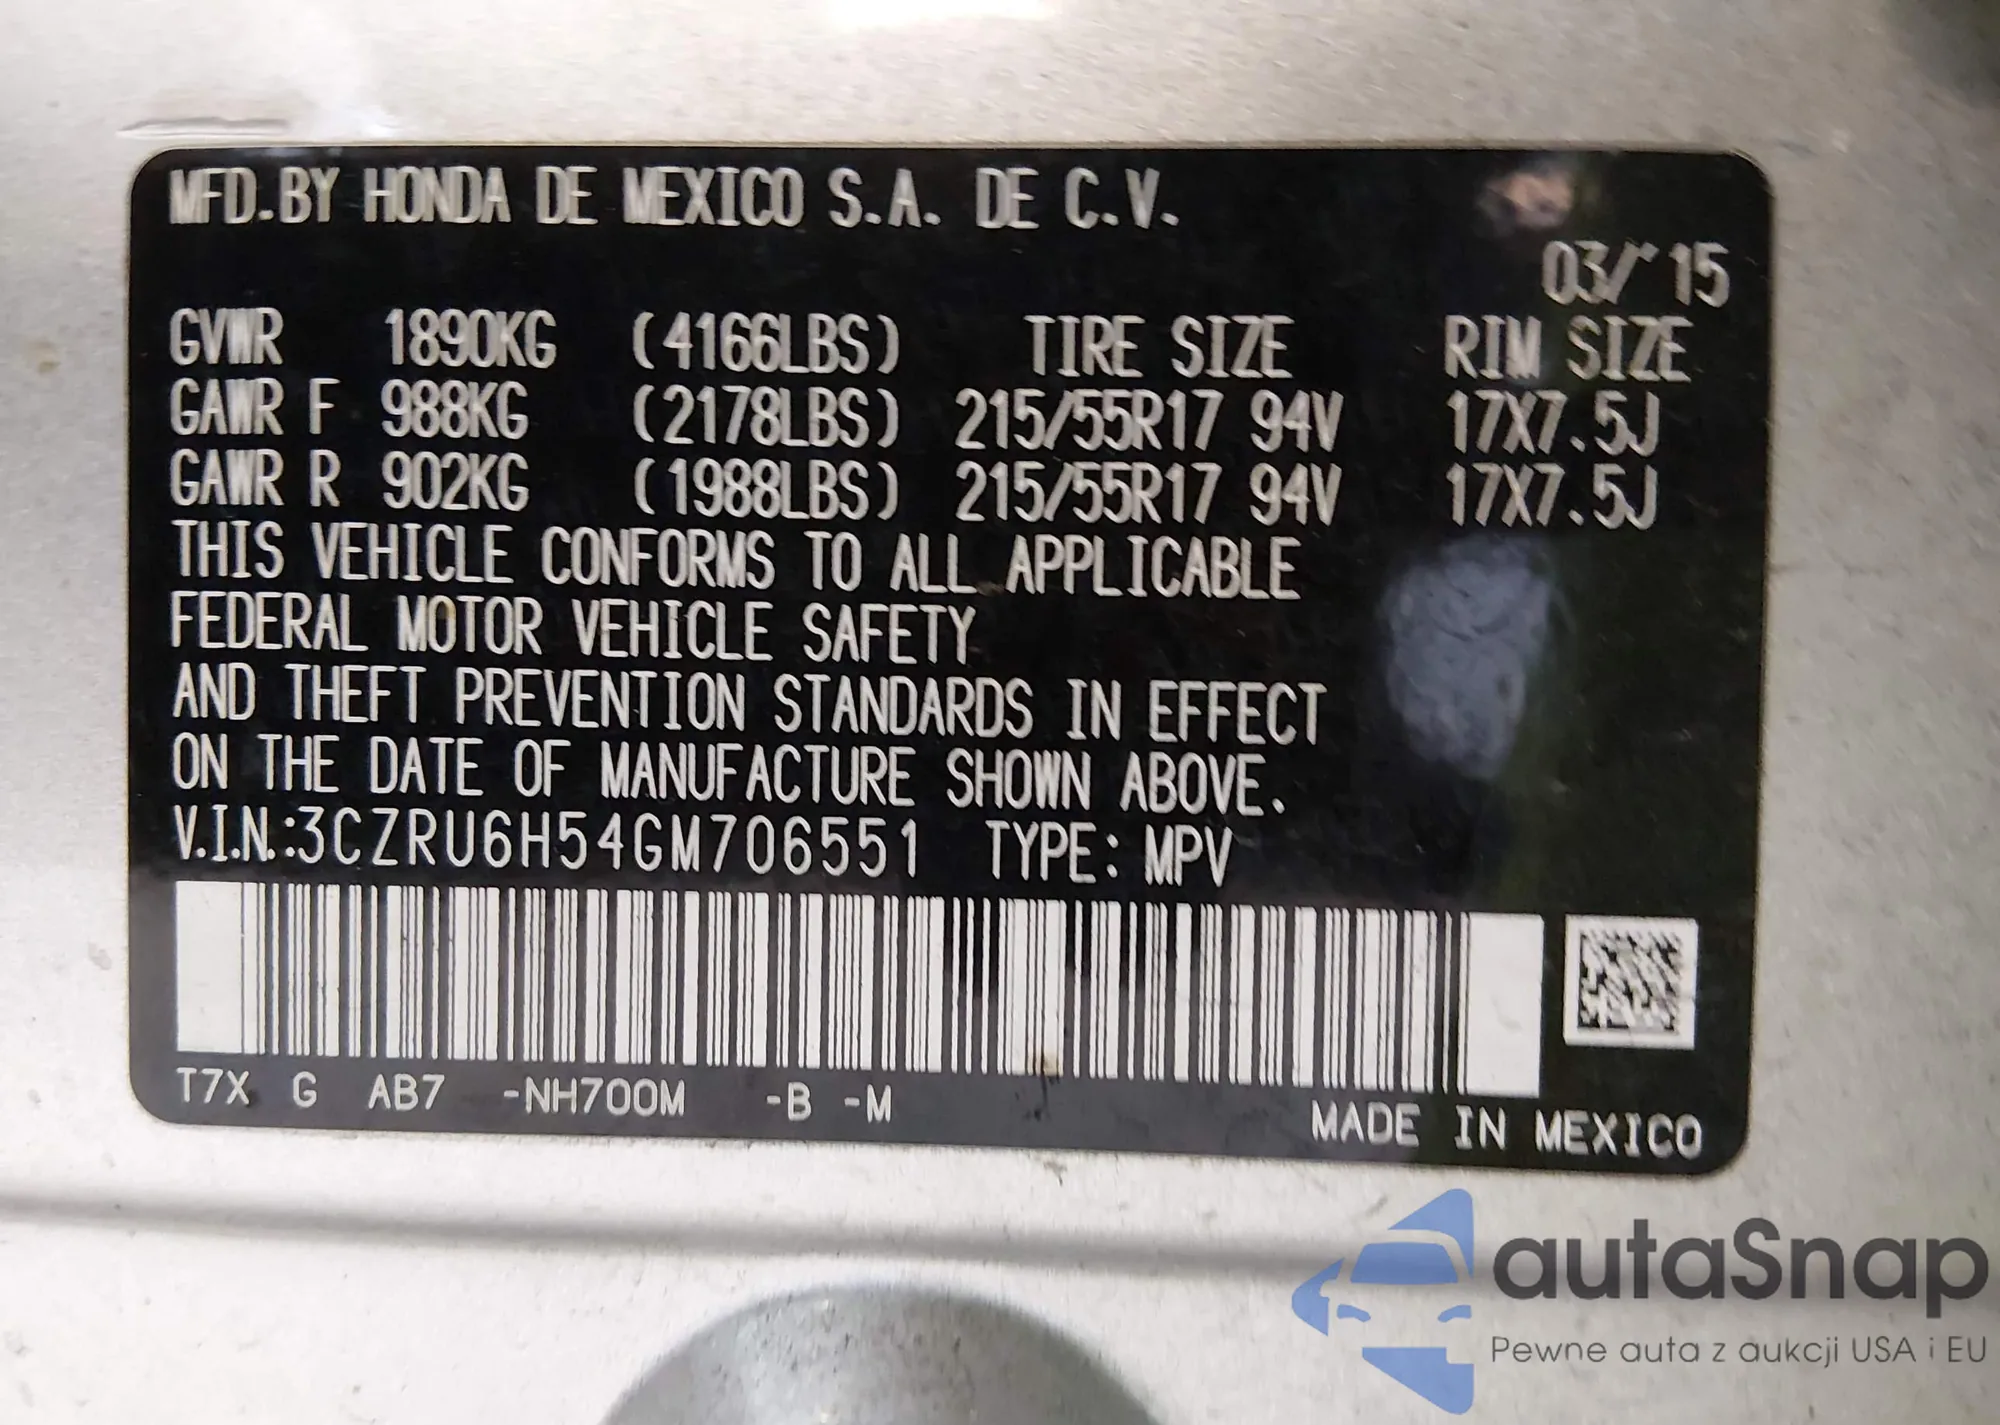 MFD.BY HONDA DE MEXICO S.A. DE C.V.
03/'15
GVWR 1890KG (4166LBS) TIRE SIZE RIM SIZE
GAWR F 988KG (2178LBS) 215/55R17 94V 17X7.5J
GAWR R 902KG (1988LBS) 215/55R17 94V 17X7.5J
THIS VEHICLE CONFORMS TO ALL APPLICABLE
FEDERAL MOTOR VEHICLE SAFETY
AND THEFT PREVENTION STANDARDS IN EFFECT
ON THE DATE OF MANUFACTURE SHOWN ABOVE.
V.I.N.:3CZRU6H54GM706551 TYPE: MPV
T7X G AB7 -NH700M -B -M
MADE IN MEXICO
autaSnap
Pewne auta z aukcji USA i EU